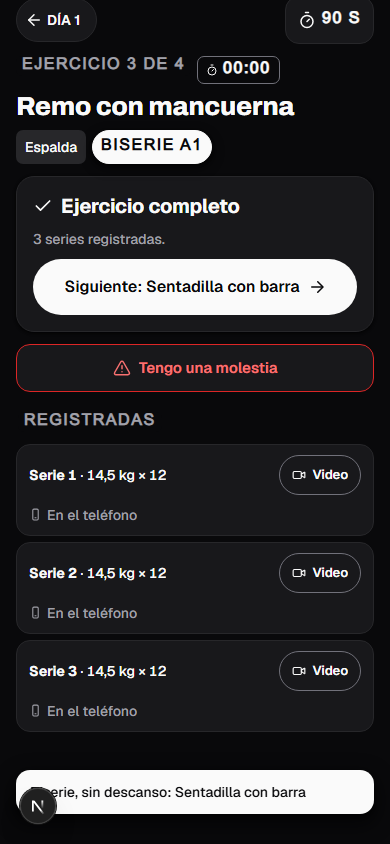 ← DÍA 1
90 S
EJERCICIO 3 DE 4
00:00
Remo con mancuerna
Espalda
BISERIE A1
Ejercicio completo
3 series registradas.
Siguiente: Sentadilla con barra →
Tengo una molestia
REGISTRADAS
Serie 1 · 14,5 kg × 12
Video
En el teléfono
Serie 2 · 14,5 kg × 12
Video
En el teléfono
Serie 3 · 14,5 kg × 12
Video
En el teléfono
sin descanso: Sentadilla con barra
N